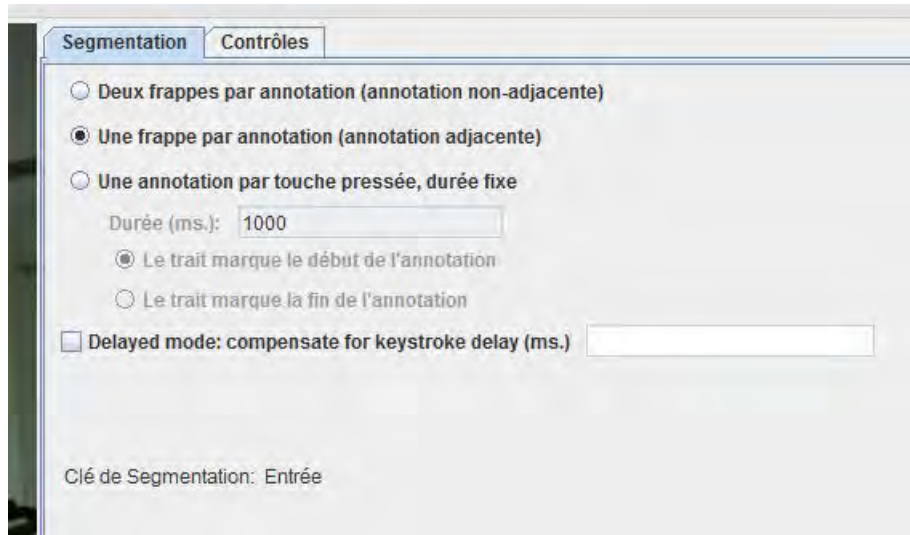 Segmentation Contrôles
Deux frappes par annotation (annotation non-adjacente)
Une frappe par annotation (annotation adjacente)
Une annotation par touche pressée, durée fixe
Durée (ms.): 1000
Le trait marque le début de l'annotation
Le trait marque la fin de l'annotation
Delayed mode: compensate for keystroke delay (ms.)
Clé de Segmentation: Entrée